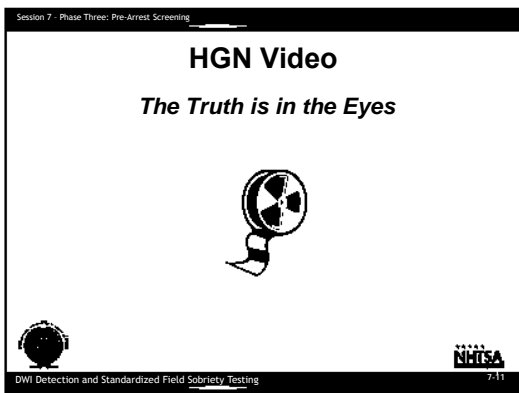 Session 7 - Phase Three: Pre-Arrest Screening
HGN Video
The Truth is in the Eyes
NHTSA
DWI Detection and Standardized Field Sobriety Testing
7-11